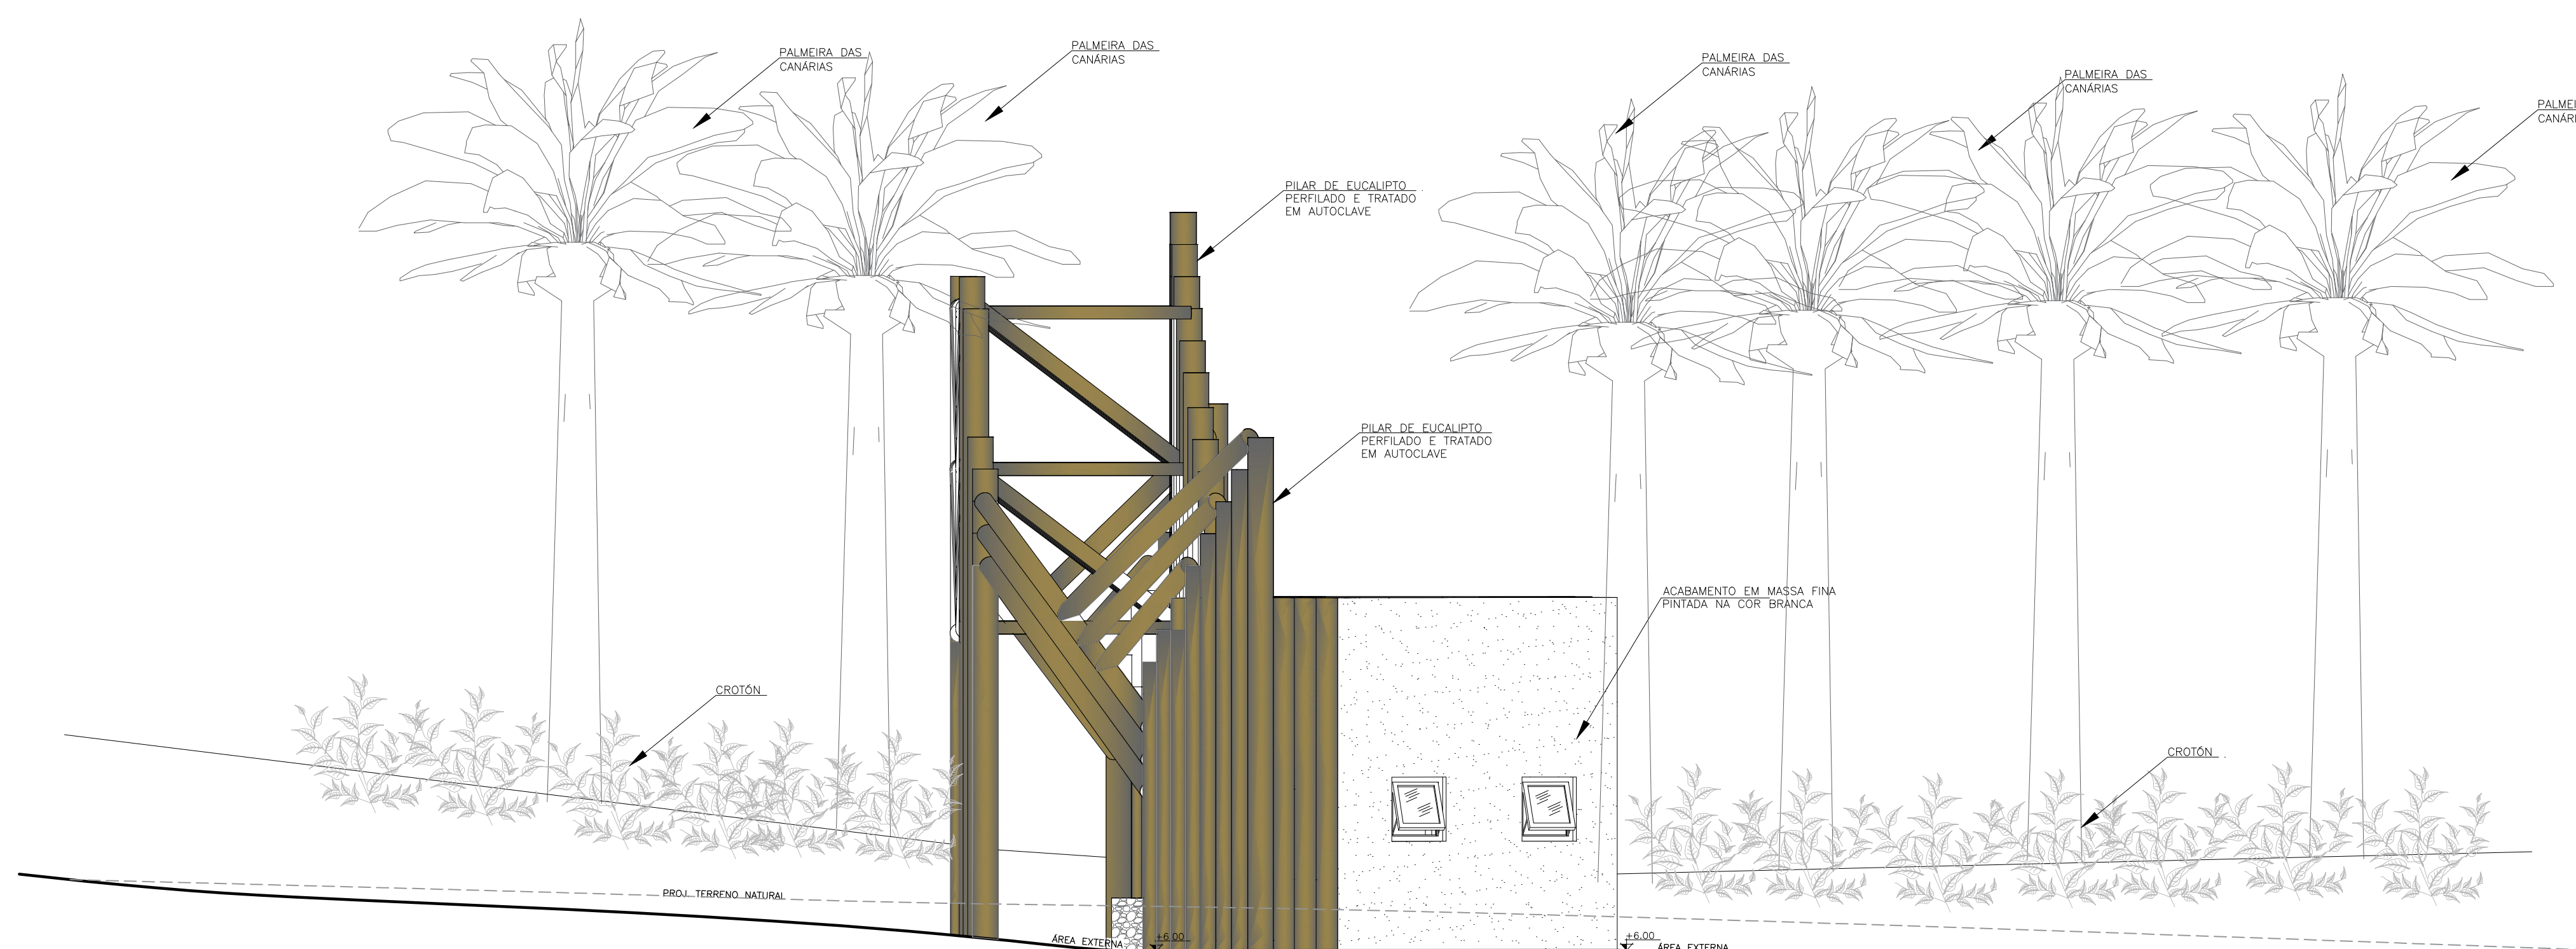 PALMEIRA DAS
CANÁRIAS
PALMEIRA DAS
CANÁRIAS
PALMEIRA DAS
CANÁRIAS
PALMEIRA DAS
CANÁRIAS
PALMEI
CANÁRI
PILAR DE EUCALIPTO
PERFILADO E TRATADO
EM AUTOCLAVE
PILAR DE EUCALIPTO
PERFILADO E TRATADO
EM AUTOCLAVE
ACABAMENTO EM MASSA FINA
PINTADA NA COR BRANCA
CROTÓN
CROTÓN
PROJ. TERRENO NATURAL
ÁREA EXTERNA
+6.00
+6.00
ÁREA EXTERNA